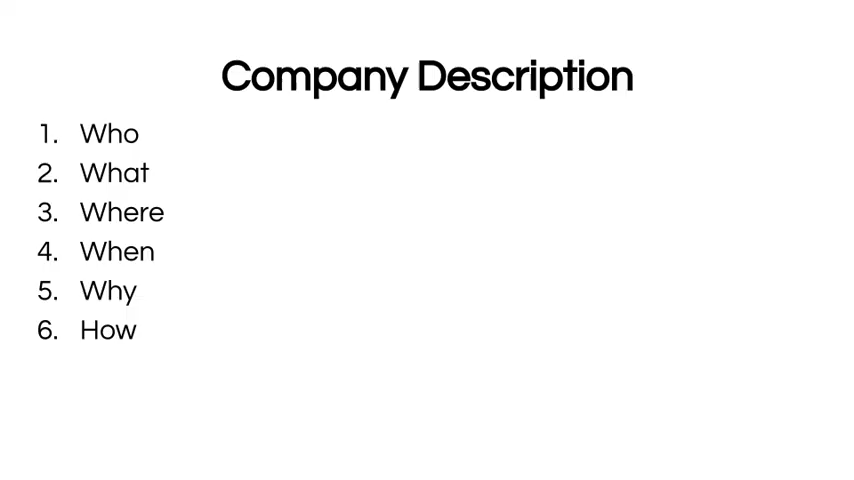 Company Description
1. Who
2. What
3. Where
4. When
5. Why
6. How